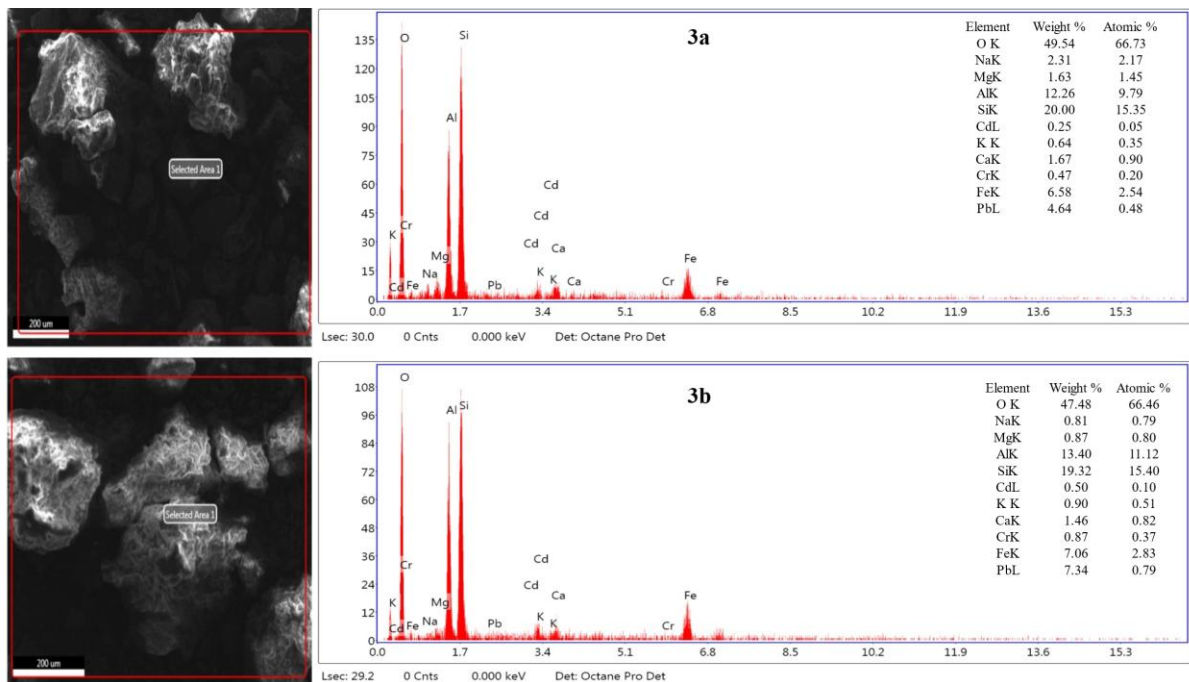 Selected Area 1
200 um
3a
135
120
105
90
75
60
45
30
15
0
O
Si
Al
Cd
Cd
Cr
K
Cd
Ca
Mg
Fe
Na
K
K
Ca
Cd
Fe
Pb
Cr
Fe
0.0 1.7 3.4 5.1 6.8 8.5 10.2 11.9 13.6 15.3
Lsec: 30.0 0 Cnts 0.000 keV Det: Octane Pro Det
Element Weight % Atomic %
O K 49.54 66.73
NaK 2.31 2.17
MgK 1.63 1.45
AlK 12.26 9.79
SiK 20.00 15.35
CdL 0.25 0.05
K K 0.64 0.35
CaK 1.67 0.90
CrK 0.47 0.20
FeK 6.58 2.54
PbL 4.64 0.48
Selected Area 1
200 um
3b
108
96
84
72
60
48
36
24
12
0
O
Al
Si
Cd
Cr
Cd
Ca
Fe
K
Mg
Na
K
K
Cd
Fe
Pb
Cr
0.0 1.7 3.4 5.1 6.8 8.5 10.2 11.9 13.6 15.3
Lsec: 29.2 0 Cnts 0.000 keV Det: Octane Pro Det
Element Weight % Atomic %
O K 47.48 66.46
NaK 0.81 0.79
MgK 0.87 0.80
AlK 13.40 11.12
SiK 19.32 15.40
CdL 0.50 0.10
K K 0.90 0.51
CaK 1.46 0.82
CrK 0.87 0.37
FeK 7.06 2.83
PbL 7.34 0.79